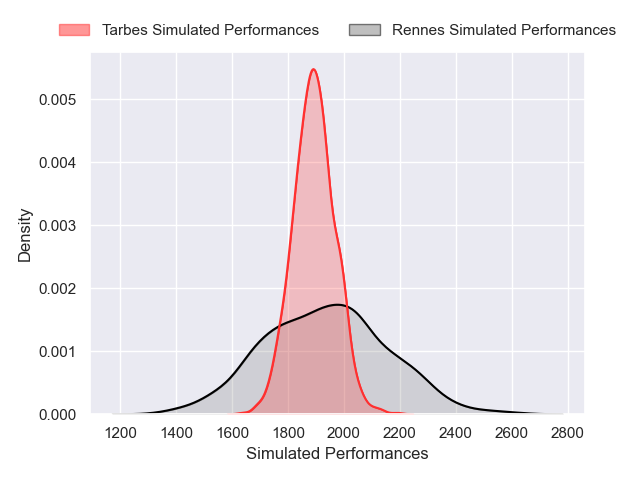 Tarbes Simulated Performances
Rennes Simulated Performances
0.005
0.004
0.003
0.002
0.001
0.000
Density
1200 1400 1600 1800 2000 2200 2400 2600 2800
Simulated Performances